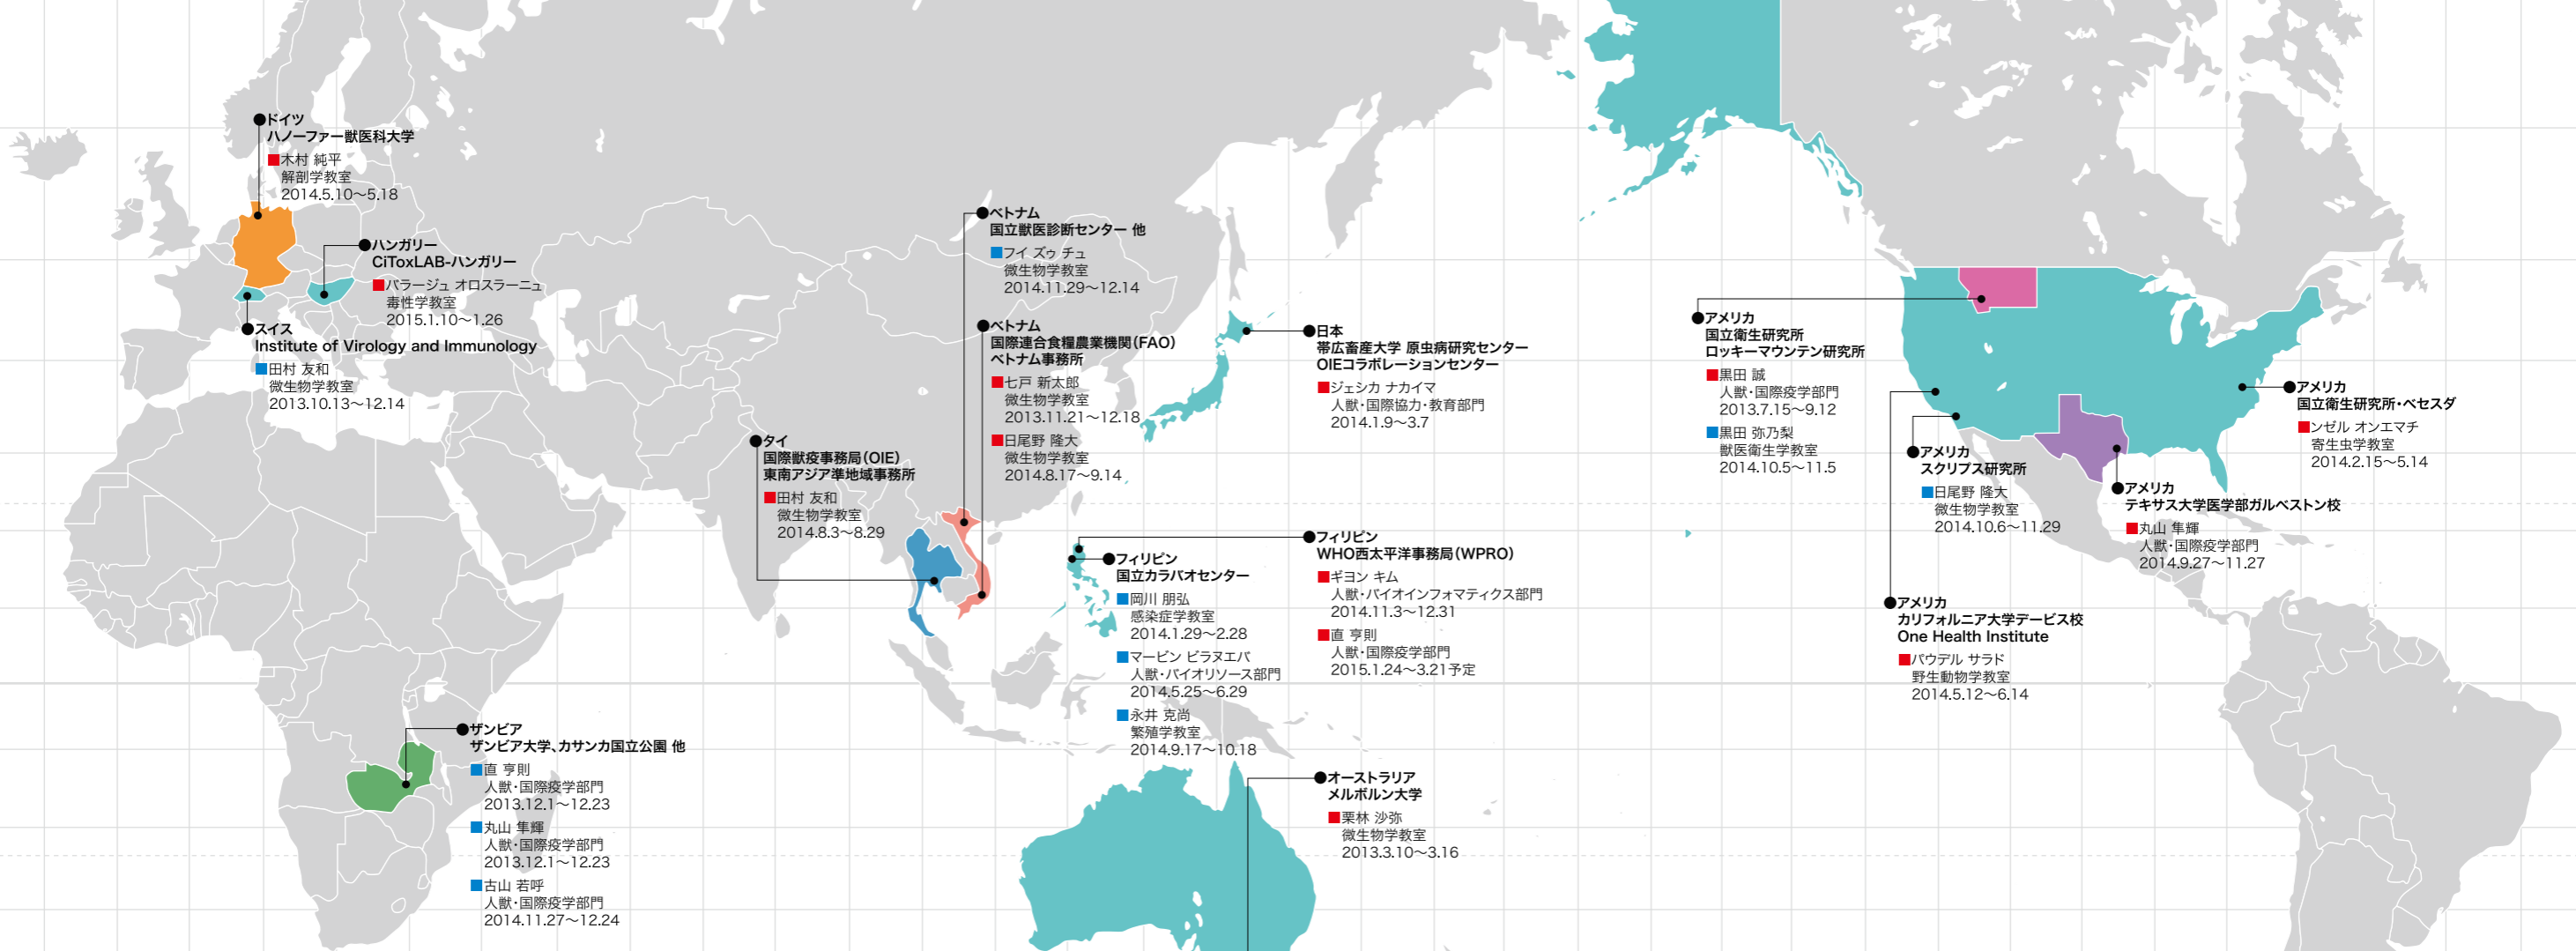 ●ドイツ
ハノーファー獣医科大学
■木村 純平
解剖学教室
2014.5.10～5.18
●ハンガリー
CiToxLAB-ハンガリー
■バラージュ オロスラーニュ
毒性学教室
2015.1.10～1.26
●スイス
Institute of Virology and Immunology
■田村 友和
微生物学教室
2013.10.13～12.14
●ザンビア
ザンビア大学、カサンカ国立公園 他
■直 亨則
人獣・国際疫学部門
2013.12.1～12.23
■丸山 隼輝
人獣・国際疫学部門
2013.12.1～12.23
■古山 若呼
人獣・国際疫学部門
2014.11.27～12.24
●タイ
国際獣疫事務局（OIE）
東南アジア準地域事務所
■田村 友和
微生物学教室
2014.8.3～8.29
●ベトナム
国立獣医診断センター 他
■フイ ズゥ チュ
微生物学教室
2014.11.29～12.14
●ベトナム
国際連合食糧農業機関（FAO）
ベトナム事務所
■七戸 新太郎
微生物学教室
2013.11.21～12.18
■日尾野 隆大
微生物学教室
2014.8.17～9.14
●フィリピン
国立カラバオセンター
■岡川 朋弘
感染症学教室
2014.1.29～2.28
■マービン ビラヌエバ
人獣・バイオリソース部門
2014.5.25～6.29
■永井 克尚
繁殖学教室
2014.9.17～10.18
●日本
帯広畜産大学 原虫病研究センター
OIEコラボレーションセンター
■ジェシカ ナカイマ
人獣・国際協力・教育部門
2014.1.9～3.7
●フィリピン
WHO西太平洋事務局（WPRO）
■ギヨン キム
人獣・バイオインフォマティクス部門
2014.11.3～12.31
■直 亨則
人獣・国際疫学部門
2015.1.24～3.21予定
●オーストラリア
メルボルン大学
■栗林 沙弥
微生物学教室
2013.3.10～3.16
●アメリカ
国立衛生研究所
ロッキーマウンテン研究所
■黒田 誠
人獣・国際疫学部門
2013.7.15～9.12
■黒田 弥乃梨
獣医衛生学教室
2014.10.5～11.5
●アメリカ
スクリプス研究所
■日尾野 隆大
微生物学教室
2014.10.6～11.29
●アメリカ
カリフォルニア大学デービス校
One Health Institute
■パウデル サラド
野生動物学教室
2014.5.12～6.14
●アメリカ
国立衛生研究所・ベセスダ
■ンゼル オンエマチ
寄生虫学教室
2014.2.15～5.14
●アメリカ
テキサス大学医学部ガルベストン校
■丸山 隼輝
人獣・国際疫学部門
2014.9.27～11.27